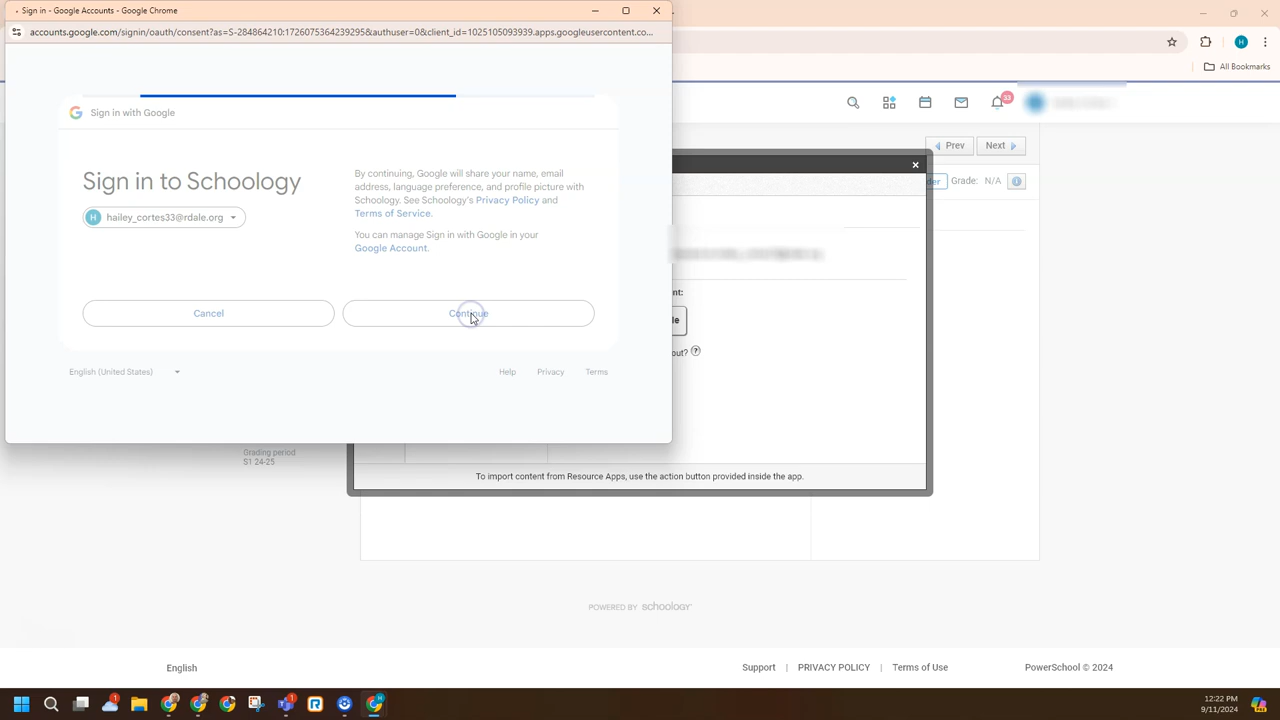 Sign in - Google Accounts - Google Chrome
accounts.google.com/signin/oauth/consent?as=S-284864210:1726075364239295&authuser=0&client_id=1025105093939.apps.googleusercontent.co...
All Bookmarks
Sign in with Google
Sign in to Schoology
H hailey_cortes33@rdale.org
By continuing, Google will share your name, email
address, language preference, and profile picture with
Schoology. See Schoology's Privacy Policy and
Terms of Service.
You can manage Sign in with Google in your
Google Account.
Cancel
Continue
English (United States)
Help Privacy Terms
H
33
Prev Next
der Grade: N/A
nt:
le
out?
Grading period
S1 24-25
To import content from Resource Apps, use the action button provided inside the app.
POWERED BY schoology
English
Support | PRIVACY POLICY | Terms of Use
PowerSchool © 2024
12:22 PM
9/11/2024